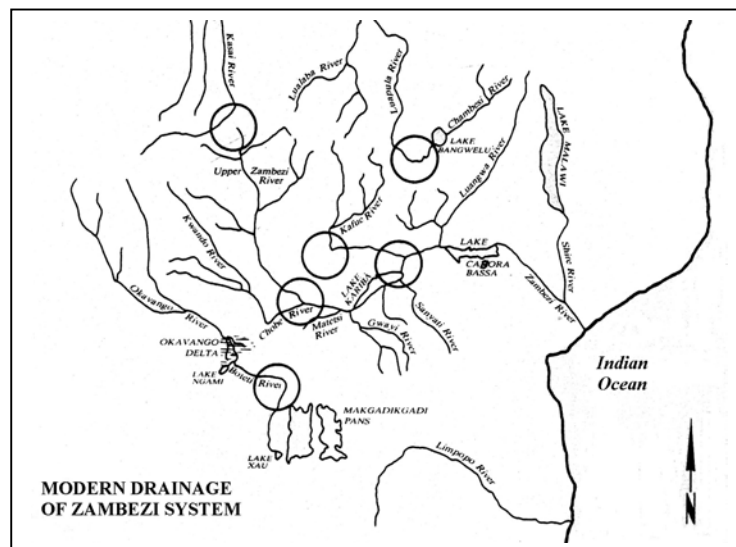 Kasai River
Lualaba River
Luapula River
Chambesi River
LAKE
BANGWELU
LAKE MALAWI
Luangwa River
Upper
Zambezi
River
Kwando River
Kafue River
LAKE
CABORA
BASSA
Shire River
Zambezi River
Okavango
River
LAKE
KARIBA
Chobe River
Matetsi
River
Gwayi River
Sanyati River
OKAVANGO
DELTA
LAKE
NGAMI
Boteti River
Indian
Ocean
MAKGADIKGADI
PANS
LAKE
XAU
Limpopo River
MODERN DRAINAGE
OF ZAMBEZI SYSTEM
N